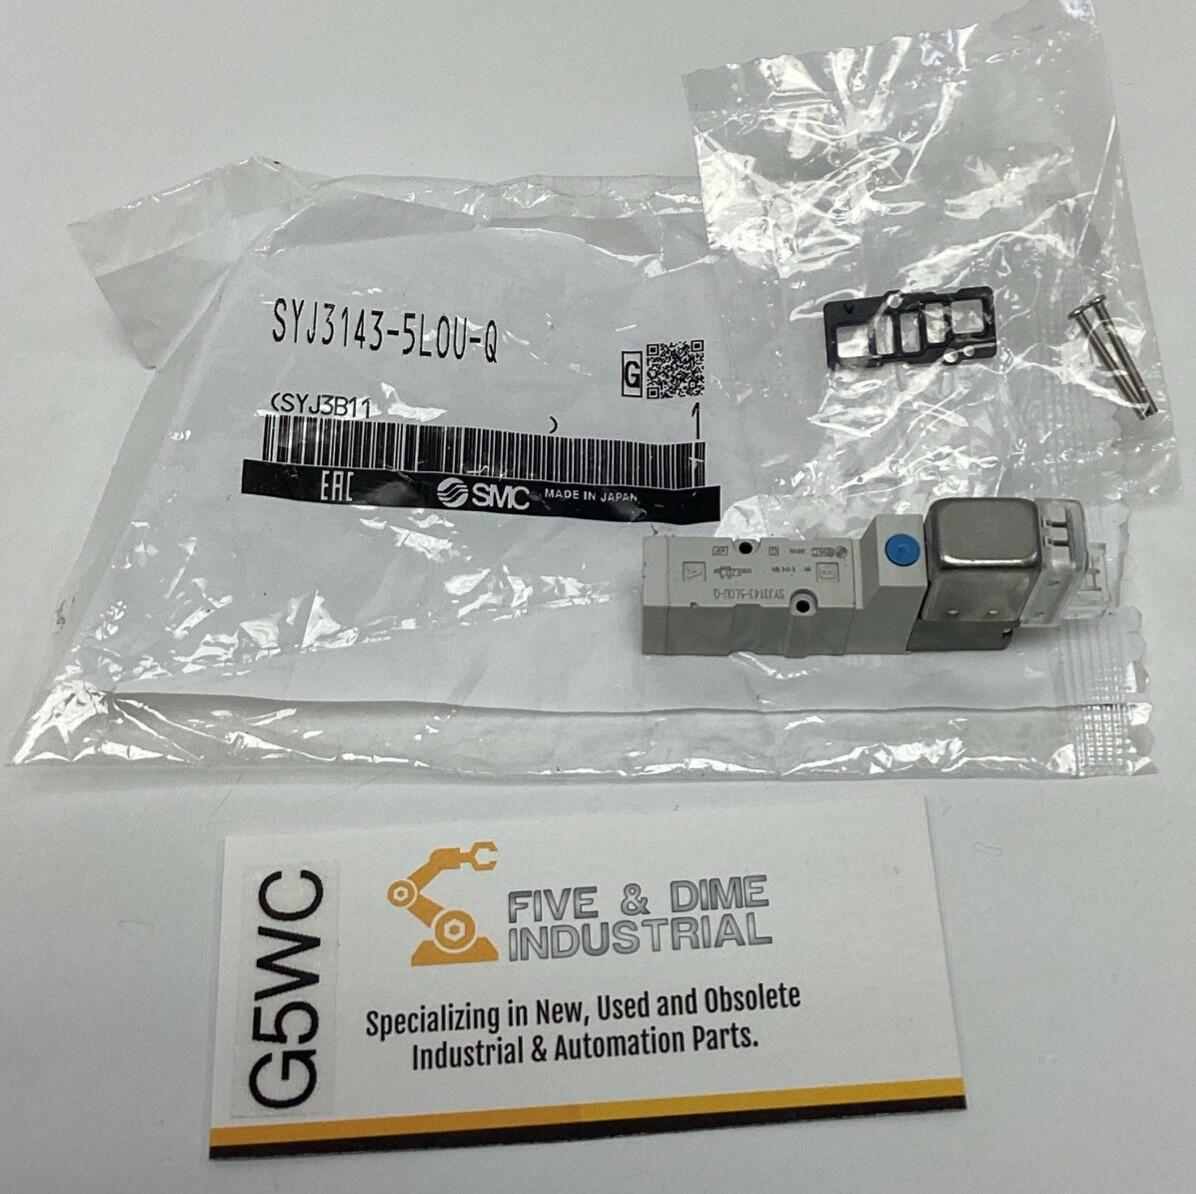 SYJ3143-5LOU-Q
G
(SYJ3B11 )
1
EAC SMC MADE IN JAPAN
SYJ3143-5LOU-Q
G5WC
FIVE & DIME
INDUSTRIAL
Specializing in New, Used and Obsolete
Industrial & Automation Parts.